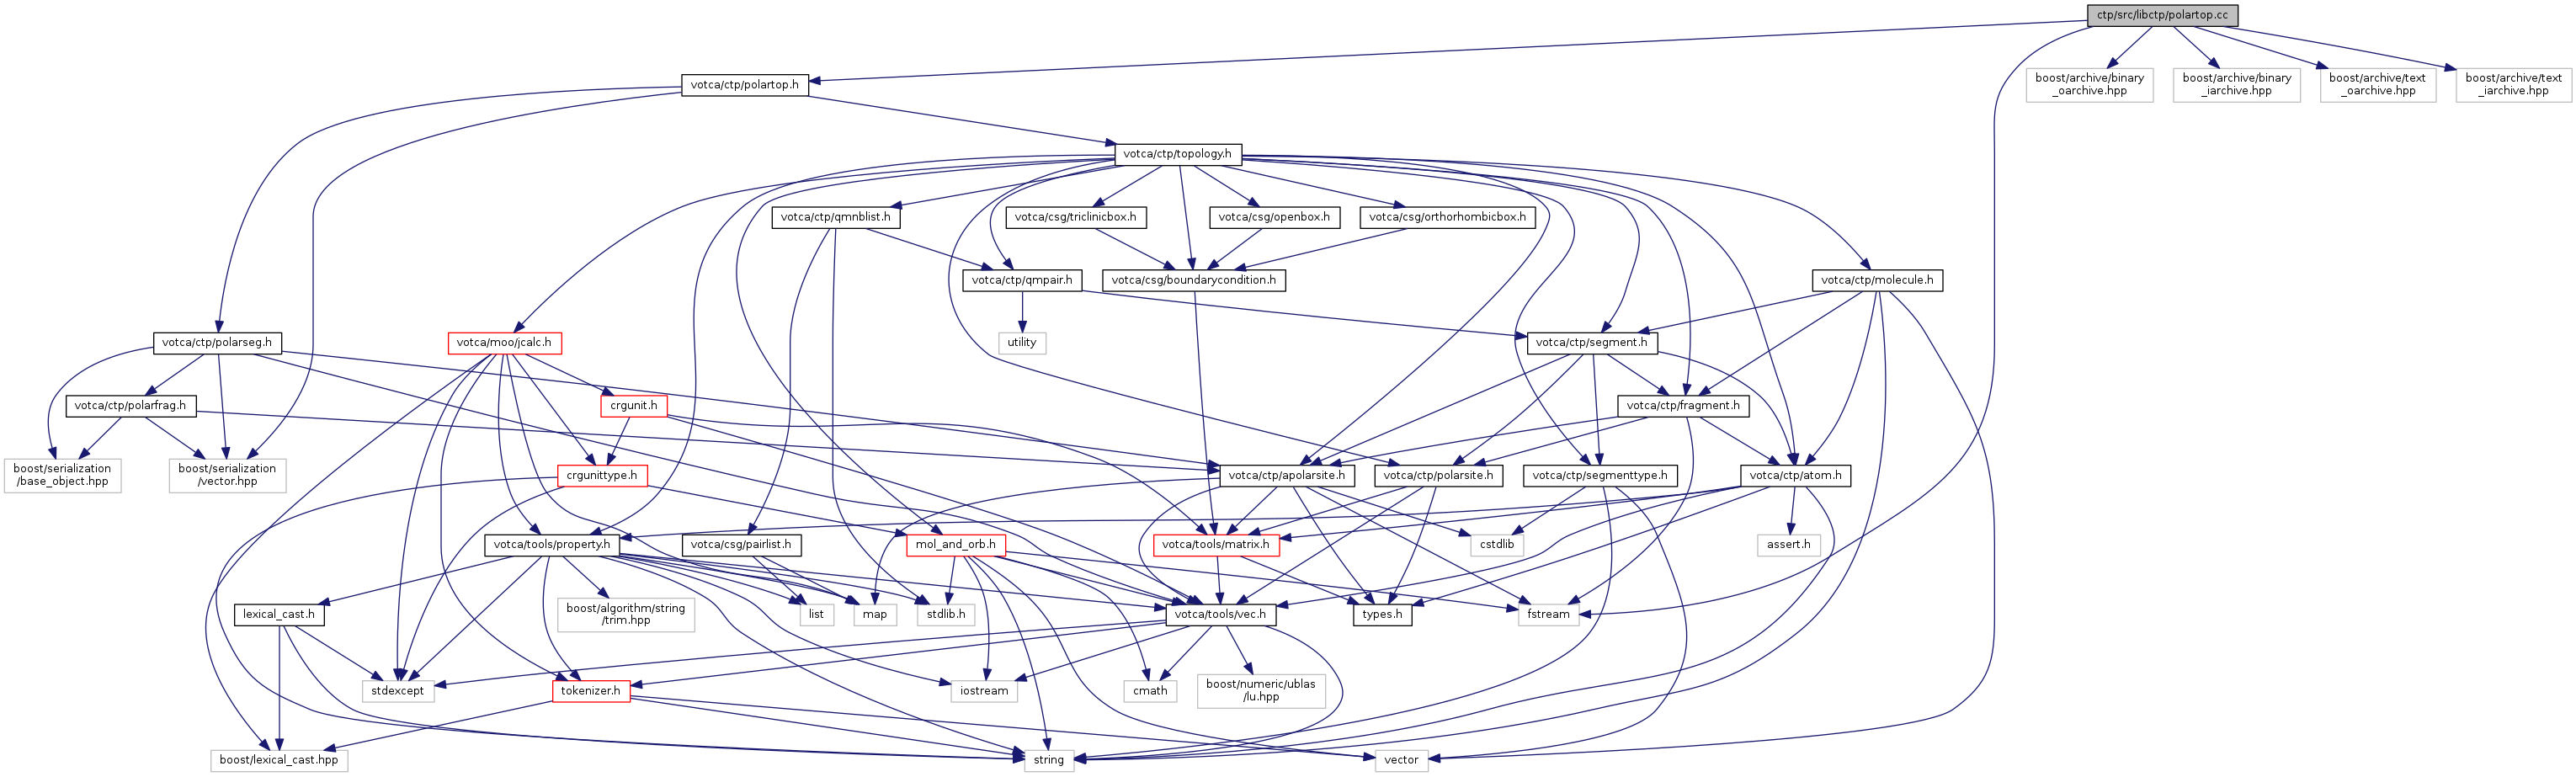 ctp/src/libctp/polartop.cc
votca/ctp/polartop.h
boost/archive/binary
_oarchive.hpp
boost/archive/binary
_iarchive.hpp
boost/archive/text
_oarchive.hpp
boost/archive/text
_iarchive.hpp
votca/ctp/topology.h
votca/ctp/qmnblist.h
votca/csg/triclinicbox.h
votca/csg/openbox.h
votca/csg/orthorhombicbox.h
votca/ctp/qmpair.h
votca/csg/boundarycondition.h
votca/ctp/molecule.h
votca/ctp/polarseg.h
votca/moo/jcalc.h
utility
votca/ctp/segment.h
votca/ctp/polarfrag.h
crgunit.h
votca/ctp/fragment.h
boost/serialization
/base_object.hpp
boost/serialization
/vector.hpp
crgunittype.h
votca/ctp/apolarsite.h
votca/ctp/polarsite.h
votca/ctp/segmenttype.h
votca/ctp/atom.h
votca/tools/property.h
votca/csg/pairlist.h
mol_and_orb.h
votca/tools/matrix.h
cstdlib
assert.h
lexical_cast.h
boost/algorithm/string
/trim.hpp
list
map
stdlib.h
votca/tools/vec.h
types.h
fstream
stdexcept
tokenizer.h
iostream
cmath
boost/numeric/ublas
/lu.hpp
boost/lexical_cast.hpp
string
vector